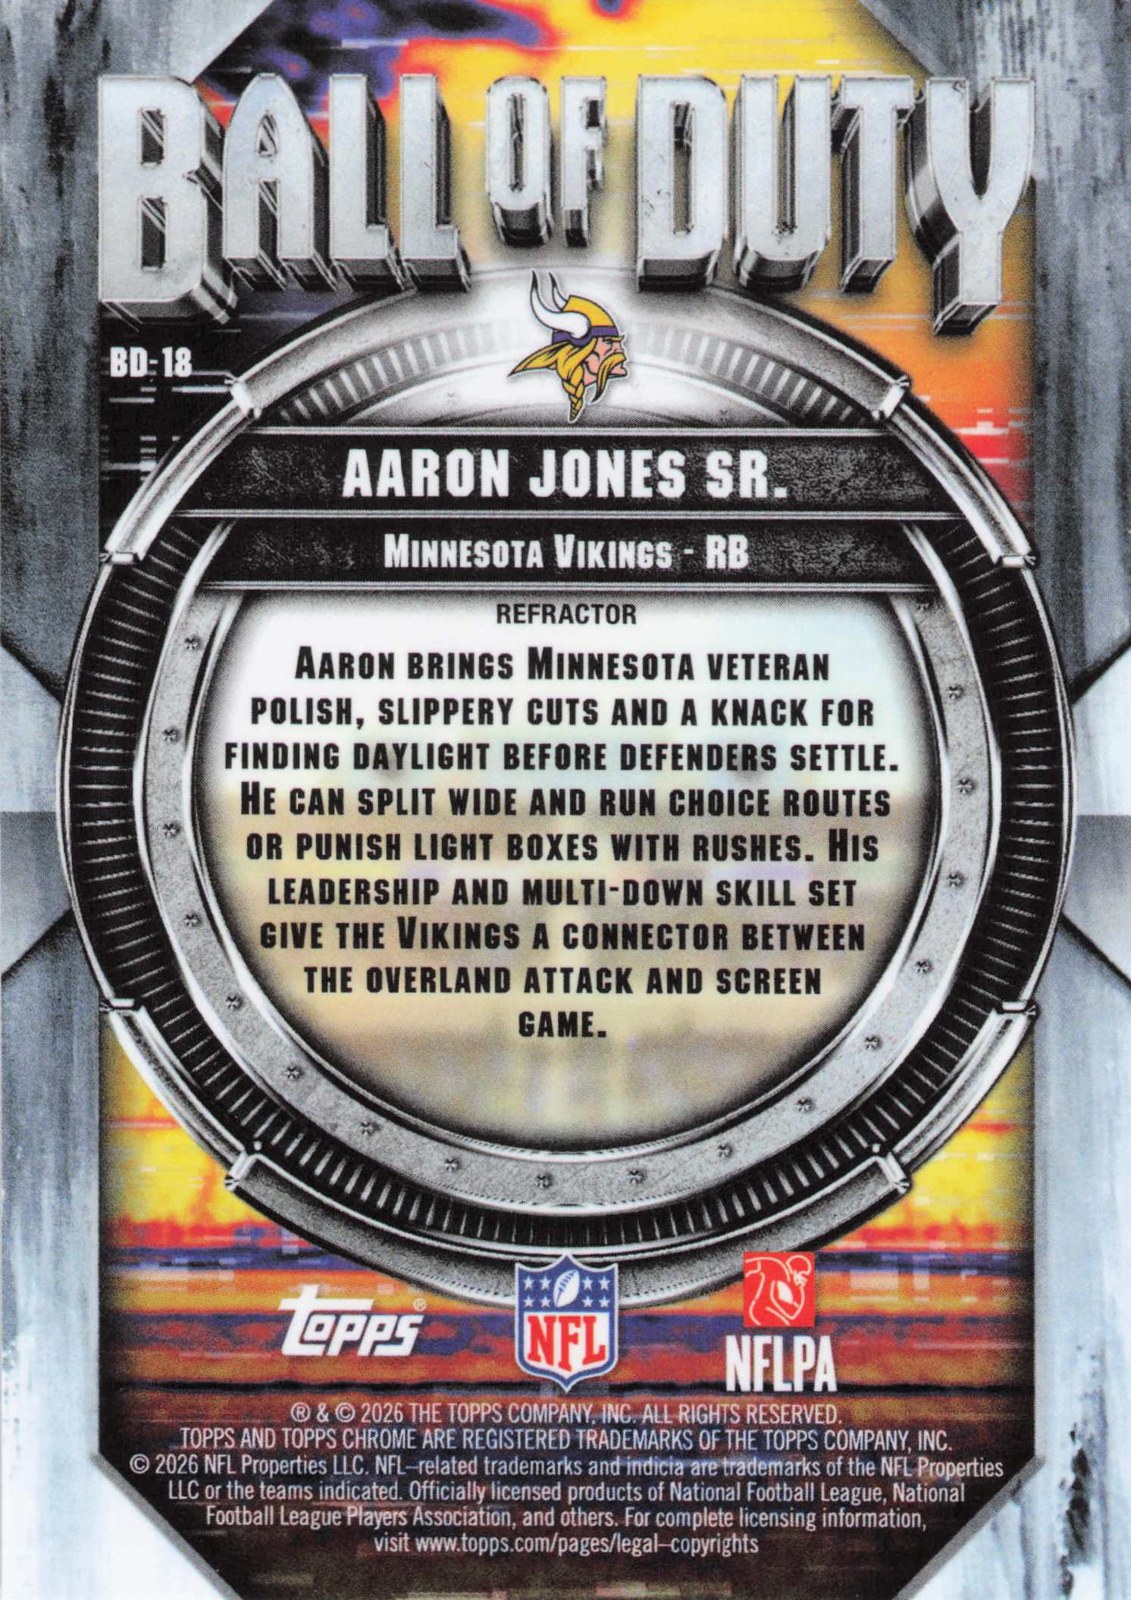 BALL OF DUTY
BD-18
AARON JONES SR.
MINNESOTA VIKINGS - RB
REFRACTOR
AARON BRINGS MINNESOTA VETERAN
POLISH, SLIPPERY CUTS AND A KNACK FOR
FINDING DAYLIGHT BEFORE DEFENDERS SETTLE.
HE CAN SPLIT WIDE AND RUN CHOICE ROUTES
OR PUNISH LIGHT BOXES WITH RUSHES. HIS
LEADERSHIP AND MULTI-DOWN SKILL SET
GIVE THE VIKINGS A CONNECTOR BETWEEN
THE OVERLAND ATTACK AND SCREEN
GAME.
Topps®
NFL
NFLPA
® & © 2026 THE TOPPS COMPANY, INC. ALL RIGHTS RESERVED.
TOPPS AND TOPPS CHROME ARE REGISTERED TRADEMARKS OF THE TOPPS COMPANY, INC.
© 2026 NFL Properties LLC. NFL-related trademarks and indicia are trademarks of the NFL Properties
LLC or the teams indicated. Officially licensed products of National Football League, National
Football League Players Association, and others. For complete licensing information,
visit www.topps.com/pages/legal-copyrights